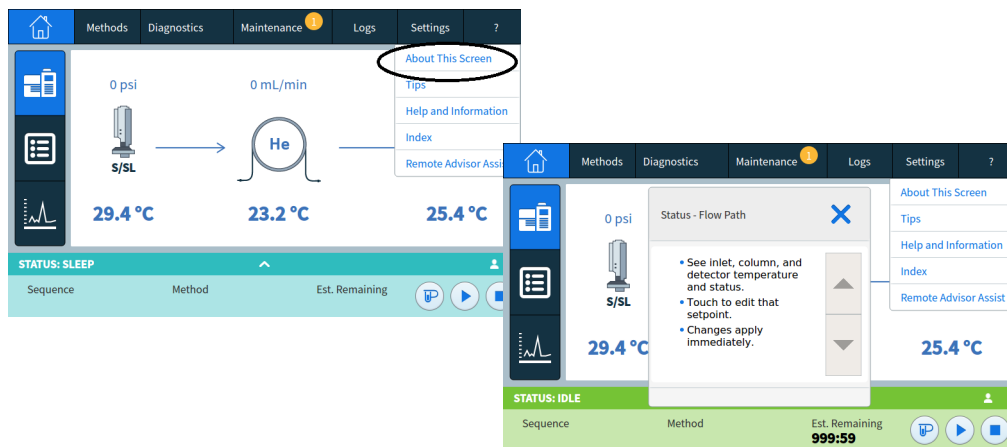 Methods Diagnostics Maintenance 1 Logs Settings ?
About This Screen
Tips
Help and Information
Index
Remote Advisor Assi
0 psi 0 mL/min
He
S/SL
29.4 °C 23.2 °C 25.4 °C
STATUS: SLEEP
Sequence Method Est. Remaining
Methods Diagnostics Maintenance 1 Logs Settings ?
About This Screen
Tips
Help and Information
Index
Remote Advisor Assist
0 psi
S/SL
29.4 °C 25.4 °C
Status - Flow Path
• See inlet, column, and
detector temperature
and status.
• Touch to edit that
setpoint.
• Changes apply
immediately.
STATUS: IDLE
Sequence Method Est. Remaining
999:59